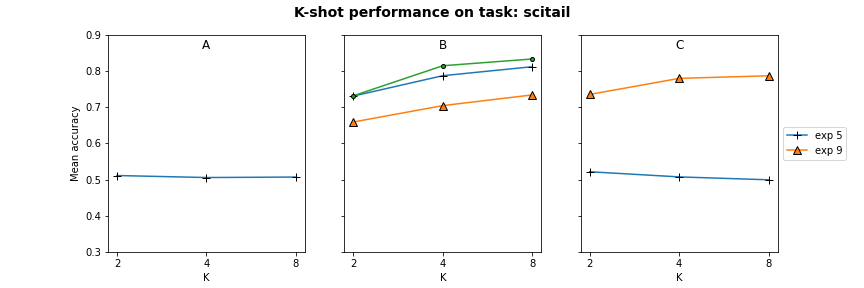 K-shot performance on task: scitail
A
B
C
0.9
0.8
0.7
0.6
0.5
0.4
0.3
Mean accuracy
2
4
8
K
2
4
8
K
2
4
8
K
exp 5
exp 9